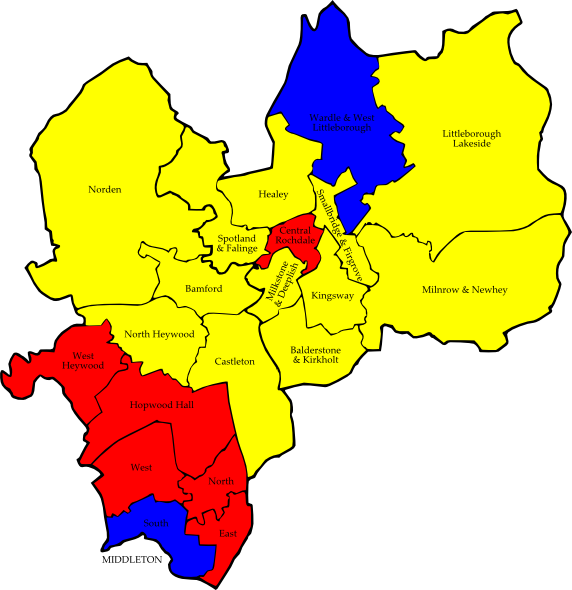 Wardle & West
Littleborough
Littleborough
Lakeside
Norden
Healey
Smallbridge & Firgrove
Central
Rochdale
Spotland
& Falinge
Milkstone
& Deeplish
Bamford
Kingsway
Milnrow & Newhey
North Heywood
West
Heywood
Castleton
Balderstone
& Kirkholt
Hopwood Hall
West
North
South
East
MIDDLETON